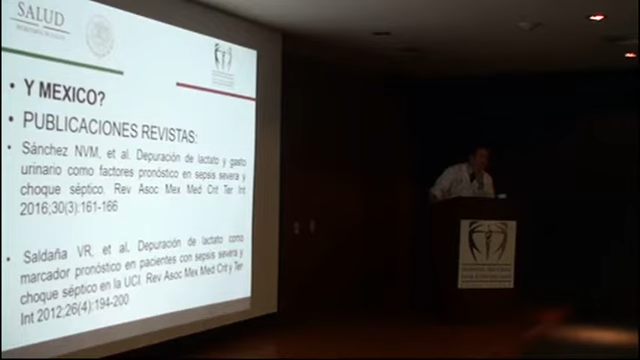 SALUD
SECRETARÍA DE SALUD
• Y MEXICO?
• PUBLICACIONES REVISTAS:
• Sánchez NVM, et al. Depuración de lactato y gasto
urinario como factores pronóstico en sepsis severa y
choque séptico. Rev Asoc Mex Med Crit Ter Int
2016;30(3):161-166
• Saldaña VR, et al. Depuración de lactato como
marcador pronóstico en pacientes con sepsis severa y
choque séptico en la UCI. Rev Asoc Mex Med Crit y Ter
Int 2012;26(4):194-200